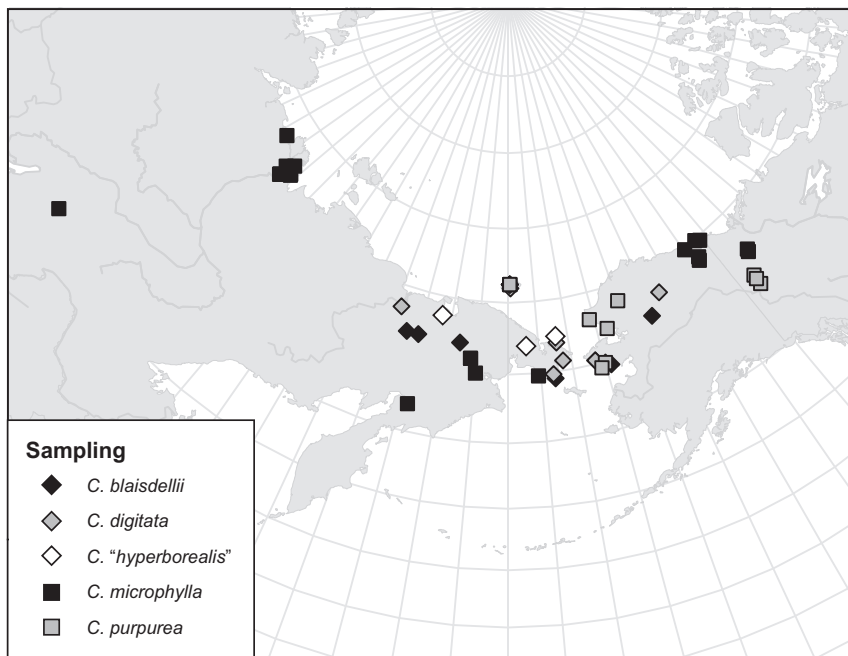 Sampling
C. blaisdellii
C. digitata
C. “hyperborealis”
C. microphylla
C. purpurea